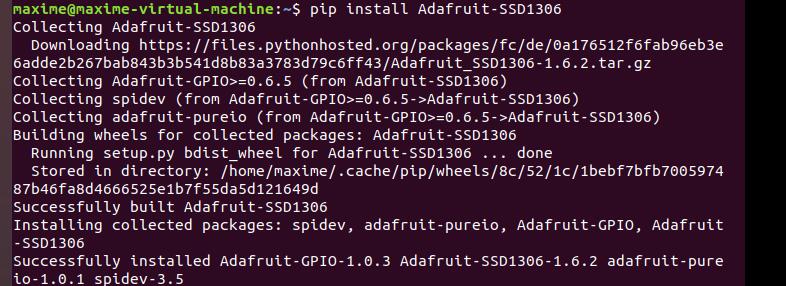 maxime@maxime-virtual-machine:~$ pip install Adafruit-SSD1306
Collecting Adafruit-SSD1306
  Downloading https://files.pythonhosted.org/packages/fc/de/0a176512f6fab96eb3e
6adde2b267bab843b3b541d8b83a3783d79c6ff43/Adafruit_SSD1306-1.6.2.tar.gz
Collecting Adafruit-GPIO>=0.6.5 (from Adafruit-SSD1306)
Collecting spidev (from Adafruit-GPIO>=0.6.5->Adafruit-SSD1306)
Collecting adafruit-pureio (from Adafruit-GPIO>=0.6.5->Adafruit-SSD1306)
Building wheels for collected packages: Adafruit-SSD1306
  Running setup.py bdist_wheel for Adafruit-SSD1306 ... done
  Stored in directory: /home/maxime/.cache/pip/wheels/8c/52/1c/1bebf7bfb7005974
87b46fa8d4666525e1b7f55da5d121649d
Successfully built Adafruit-SSD1306
Installing collected packages: spidev, adafruit-pureio, Adafruit-GPIO, Adafruit
-SSD1306
Successfully installed Adafruit-GPIO-1.0.3 Adafruit-SSD1306-1.6.2 adafruit-pure
io-1.0.1 spidev-3.5